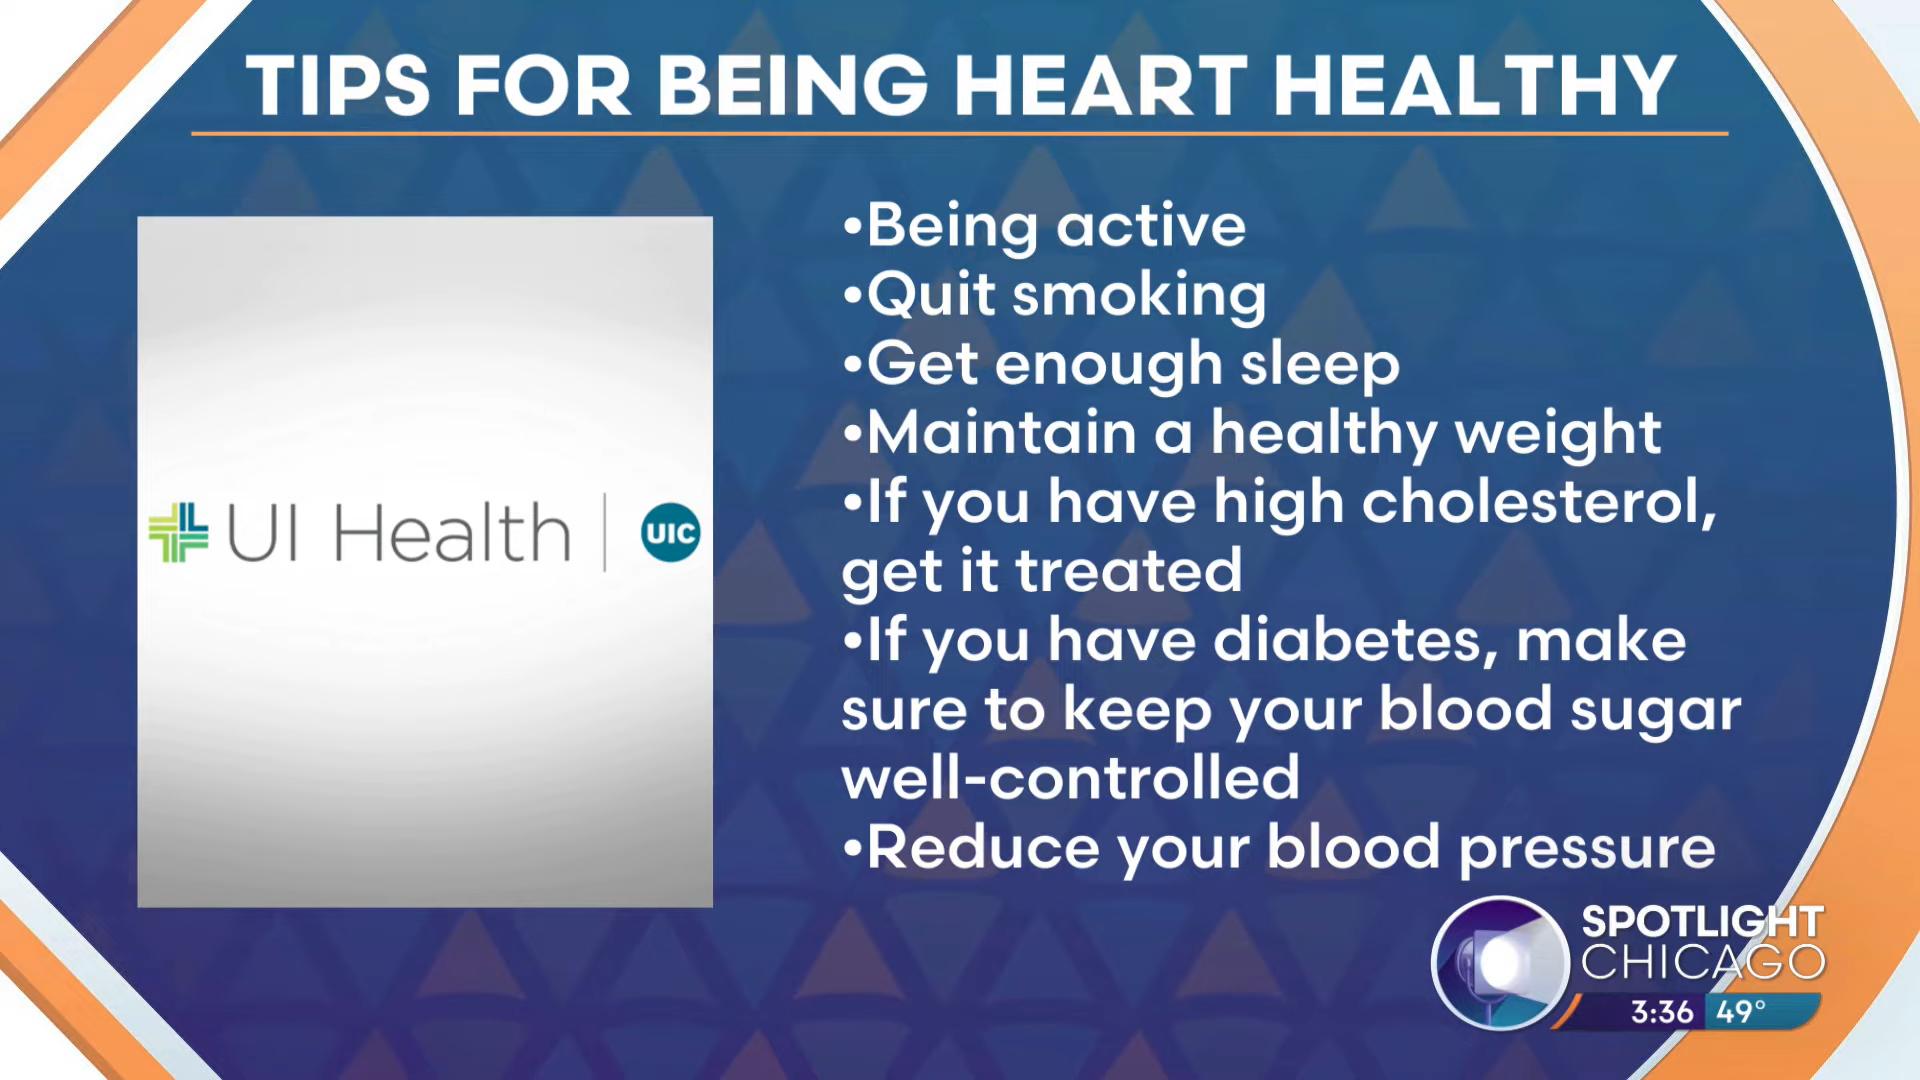 TIPS FOR BEING HEART HEALTHY
UI Health
UIC
•Being active
•Quit smoking
•Get enough sleep
•Maintain a healthy weight
•If you have high cholesterol,
get it treated
•If you have diabetes, make
sure to keep your blood sugar
well-controlled
•Reduce your blood pressure
SPOTLIGHT
CHICAGO
3:36 49°